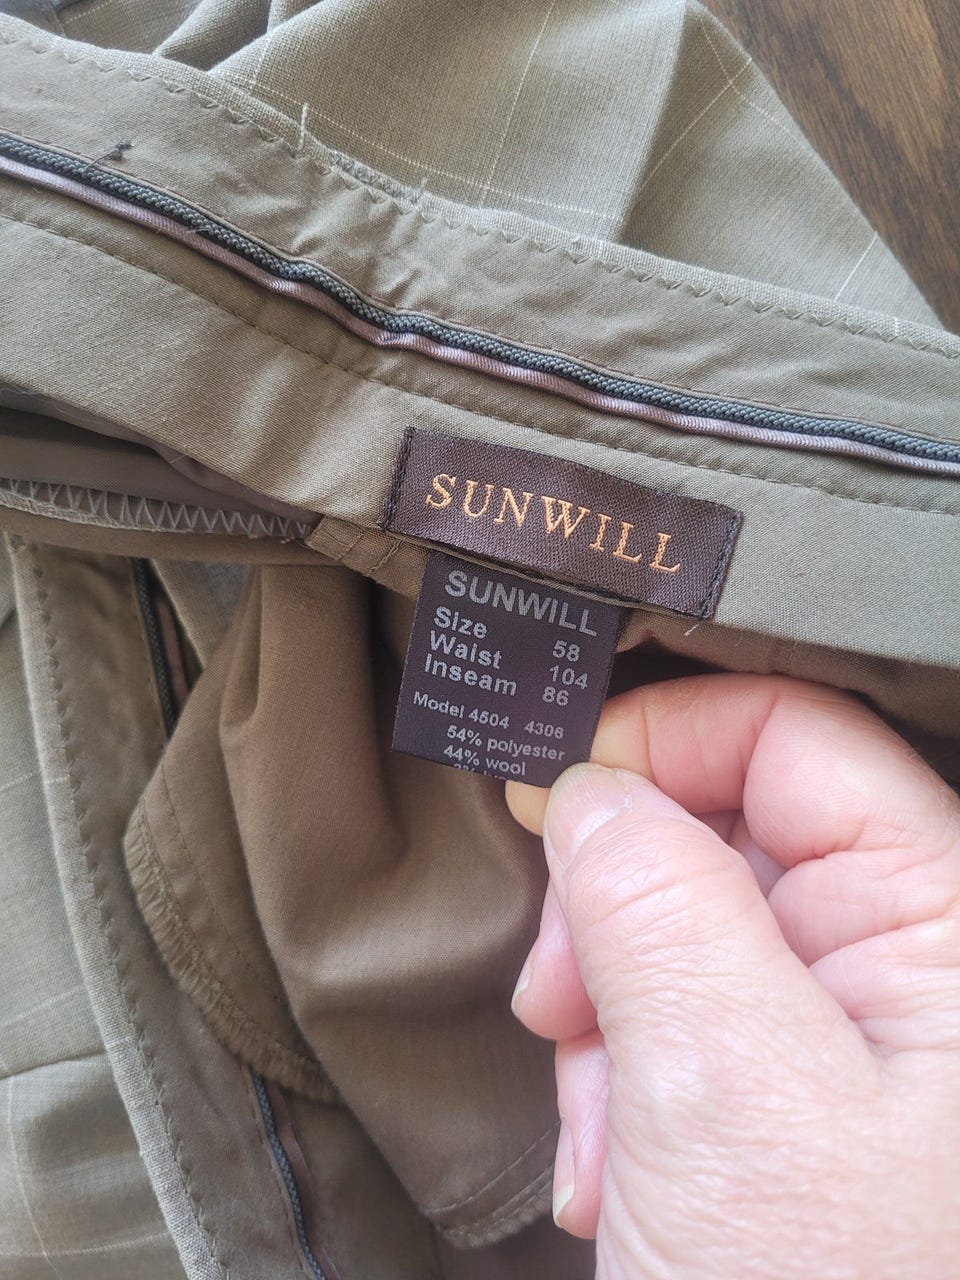 SUNWILL
SUNWILL
Size 58
Waist 104
Inseam 86
Model 4504 4306
54% polyester
44% wool